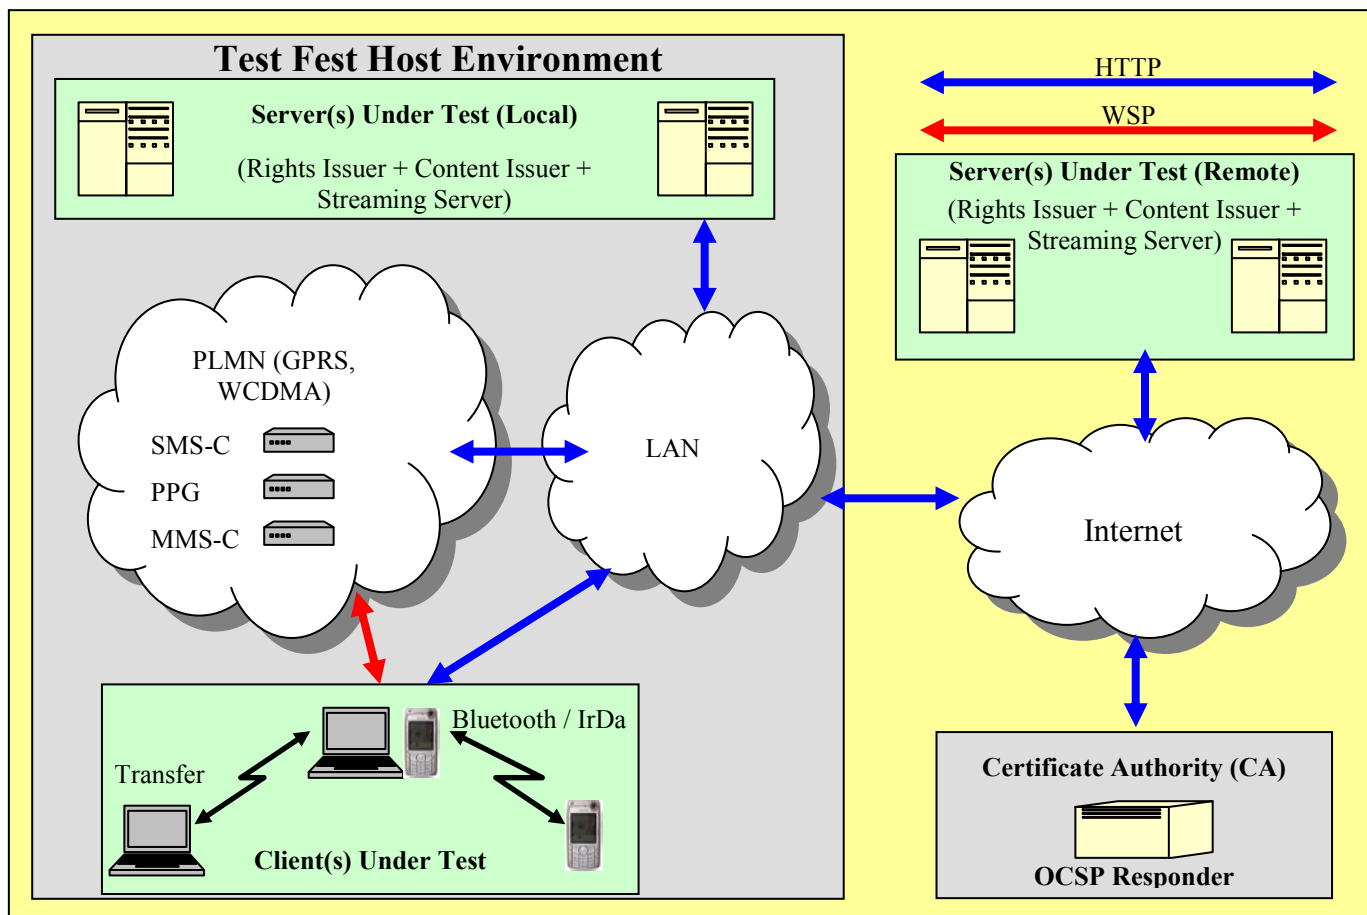 Test Fest Host Environment
Server(s) Under Test (Local)
(Rights Issuer + Content Issuer +
Streaming Server)
HTTP
WSP
Server(s) Under Test (Remote)
(Rights Issuer + Content Issuer +
Streaming Server)
PLMN (GPRS,
WCDMA)
SMS-C
PPG
MMS-C
LAN
Internet
Bluetooth / IrDa
Transfer
Client(s) Under Test
Certificate Authority (CA)
OCSP Responder